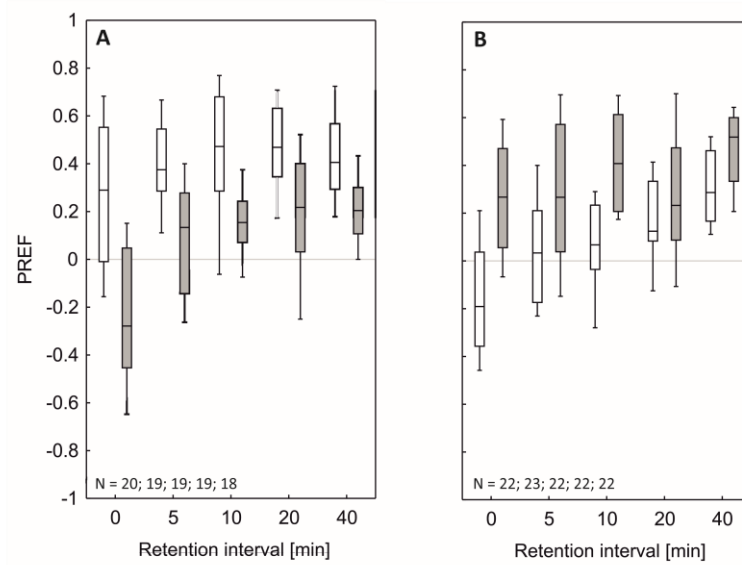 A
B
1
0.8
0.6
0.4
0.2
0
-0.2
-0.4
-0.6
-0.8
-1
PREF
N = 20; 19; 19; 19; 18
N = 22; 23; 22; 22; 22
0 5 10 20 40
0 5 10 20 40
Retention interval [min]
Retention interval [min]